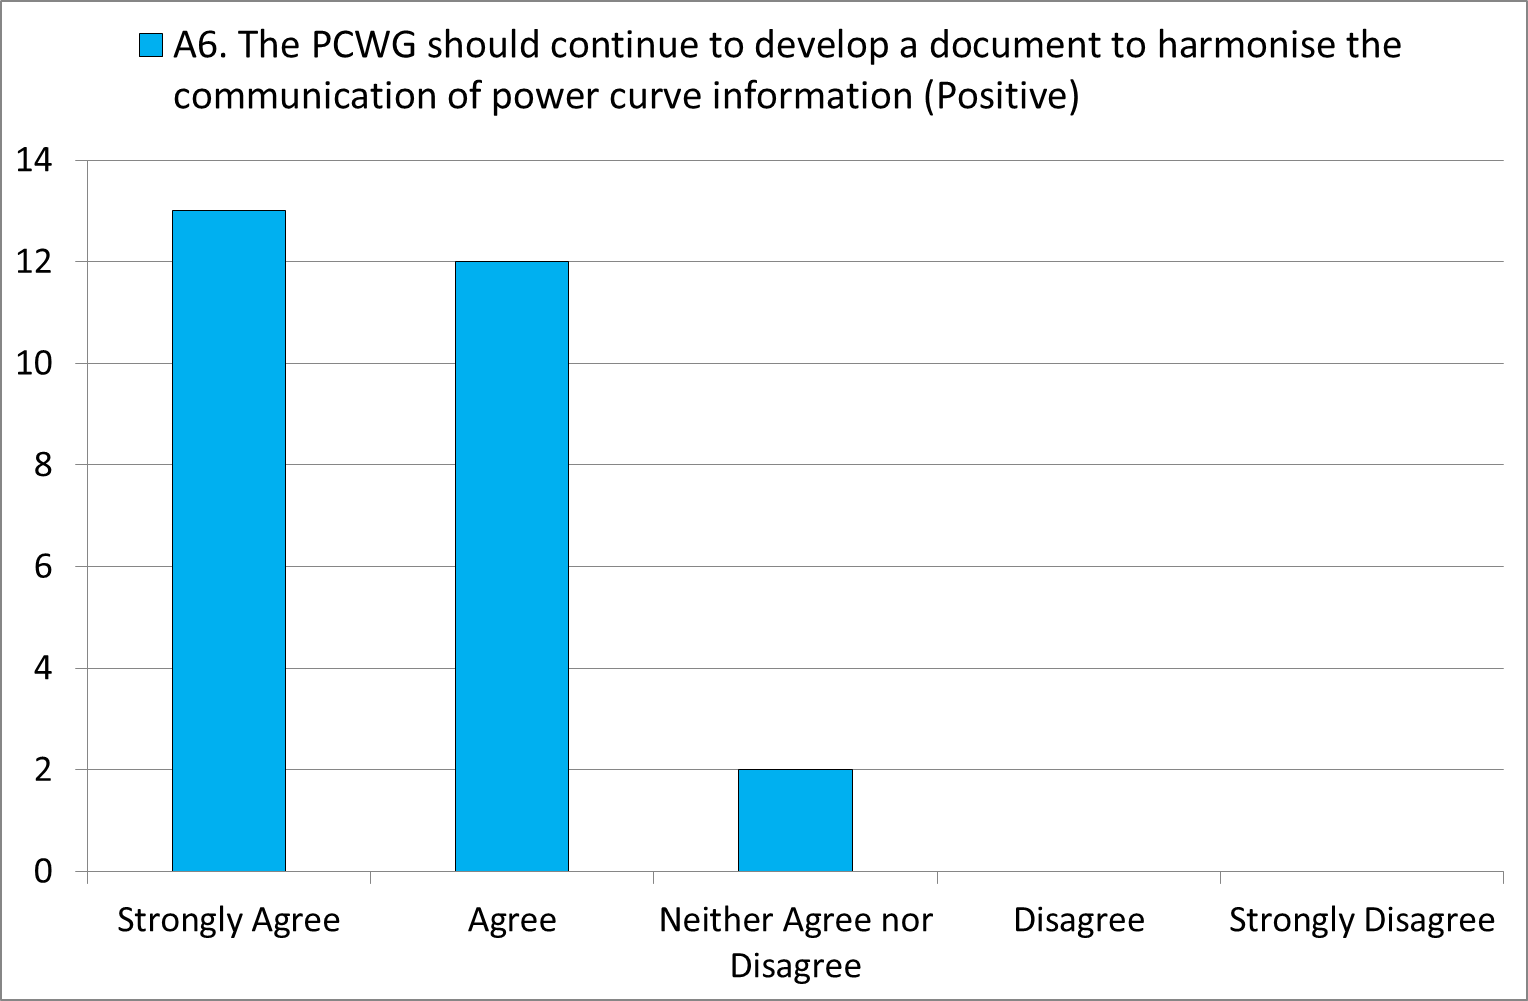 A6. The PCWG should continue to develop a document to harmonise the
communication of power curve information (Positive)
14
12
10
8
6
4
2
0
Strongly Agree
Agree
Neither Agree nor
Disagree
Disagree
Strongly Disagree